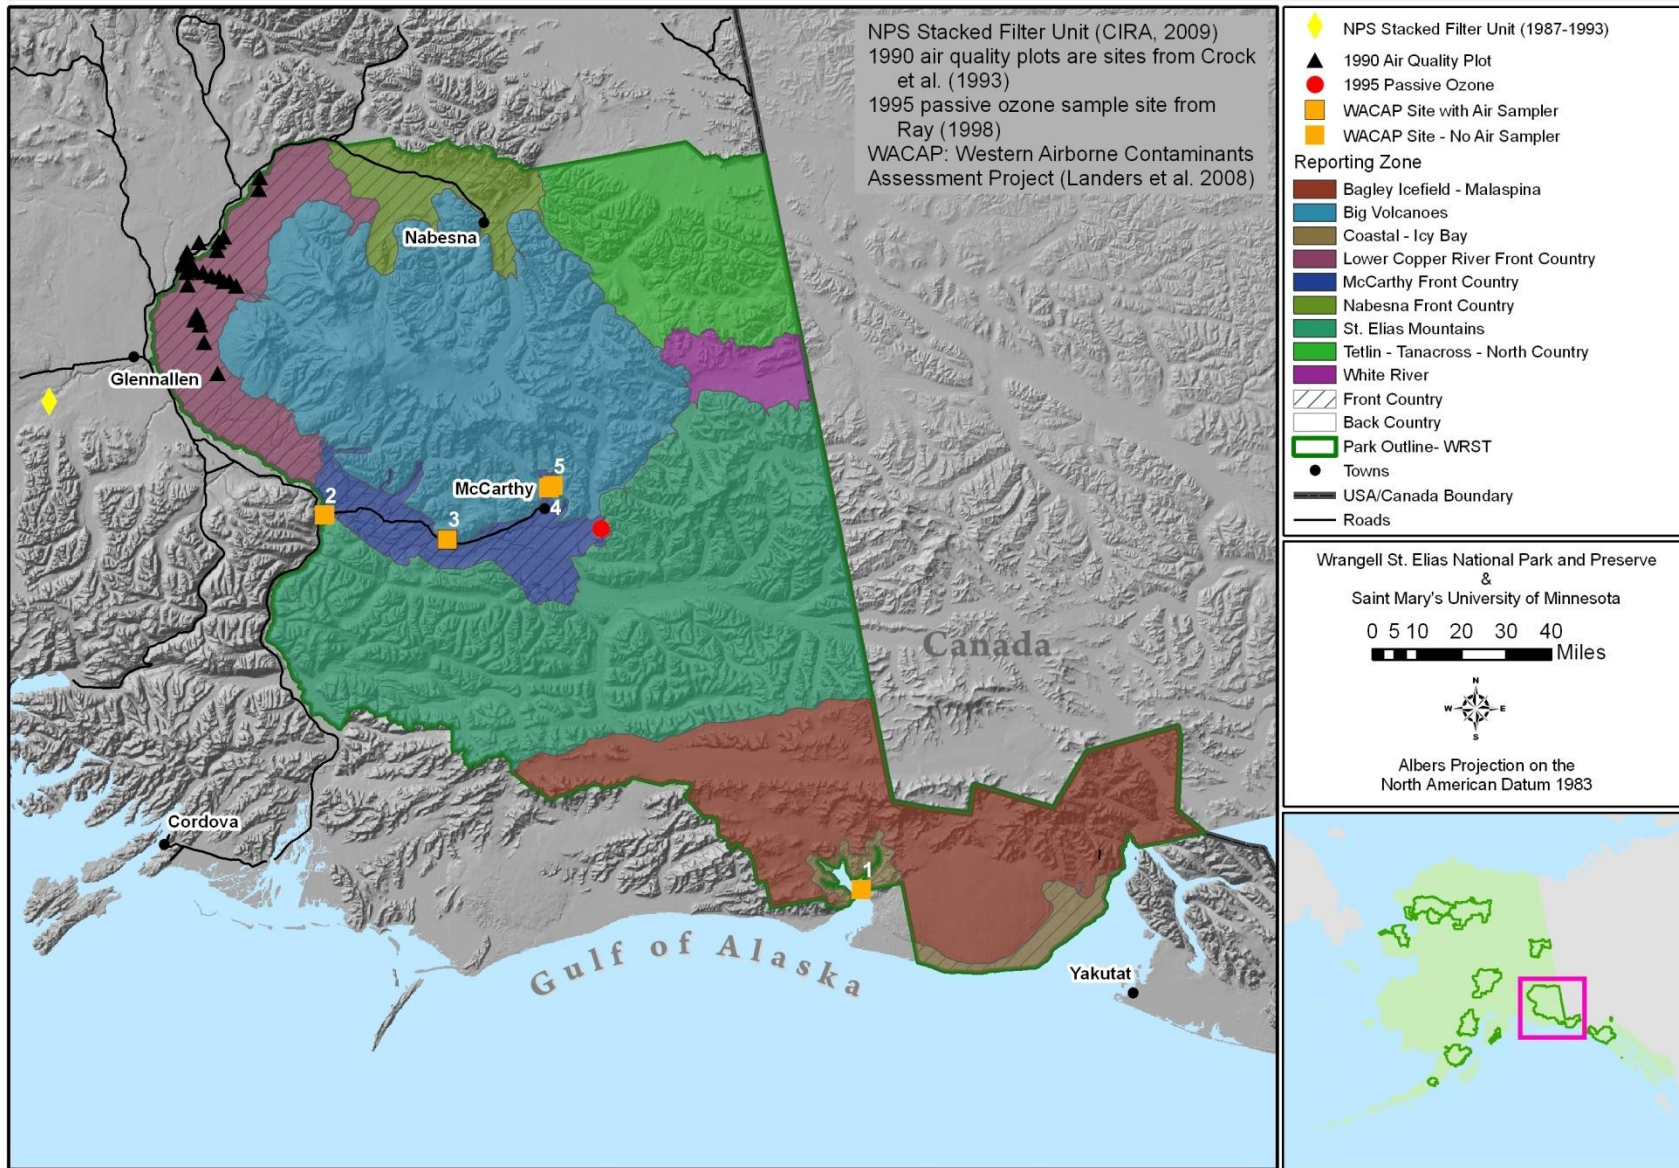 NPS Stacked Filter Unit (CIRA, 2009)
1990 air quality plots are sites from Crock
et al. (1993)
1995 passive ozone sample site from
Ray (1998)
WACAP: Western Airborne Contaminants
Assessment Project (Landers et al. 2008)
Nabesna
Glennallen
McCarthy
5
4
2
3
Canada
Cordova
1
Gulf of Alaska
Yakutat
NPS Stacked Filter Unit (1987-1993)
1990 Air Quality Plot
1995 Passive Ozone
WACAP Site with Air Sampler
WACAP Site - No Air Sampler
Reporting Zone
Bagley Icefield - Malaspina
Big Volcanoes
Coastal - Icy Bay
Lower Copper River Front Country
McCarthy Front Country
Nabesna Front Country
St. Elias Mountains
Tetlin - Tanacross - North Country
White River
Front Country
Back Country
Park Outline- WRST
Towns
USA/Canada Boundary
Roads
Wrangell St. Elias National Park and Preserve
&
Saint Mary's University of Minnesota
0 5 10 20 30 40
Miles
N
W E
S
Albers Projection on the
North American Datum 1983